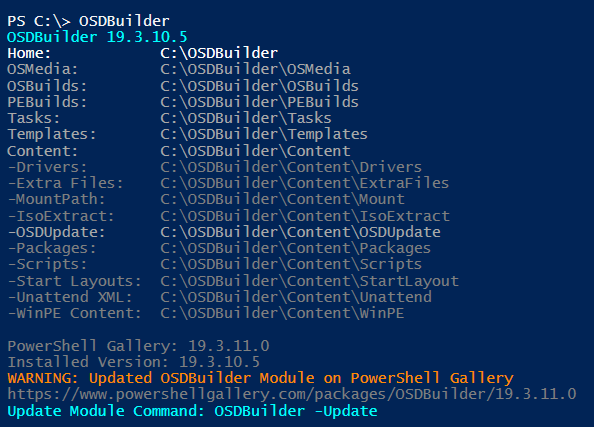 PS C:\> OSDBuilder
OSDBuilder 19.3.10.5
Home: C:\OSDBuilder
OSMedia: C:\OSDBuilder\OSMedia
OSBuilds: C:\OSDBuilder\OSBuilds
PEBuilds: C:\OSDBuilder\PEBuilds
Tasks: C:\OSDBuilder\Tasks
Templates: C:\OSDBuilder\Templates
Content: C:\OSDBuilder\Content
-Drivers: C:\OSDBuilder\Content\Drivers
-Extra Files: C:\OSDBuilder\Content\ExtraFiles
-MountPath: C:\OSDBuilder\Content\Mount
-IsoExtract: C:\OSDBuilder\Content\IsoExtract
-OSDUpdate: C:\OSDBuilder\Content\OSDUpdate
-Packages: C:\OSDBuilder\Content\Packages
-Scripts: C:\OSDBuilder\Content\Scripts
-Start Layouts: C:\OSDBuilder\Content\StartLayout
-Unattend XML: C:\OSDBuilder\Content\Unattend
-WinPE Content: C:\OSDBuilder\Content\WinPE
PowerShell Gallery: 19.3.11.0
Installed Version: 19.3.10.5
WARNING: Updated OSDBuilder Module on PowerShell Gallery
https://www.powershellgallery.com/packages/OSDBuilder/19.3.11.0
Update Module Command: OSDBuilder -Update